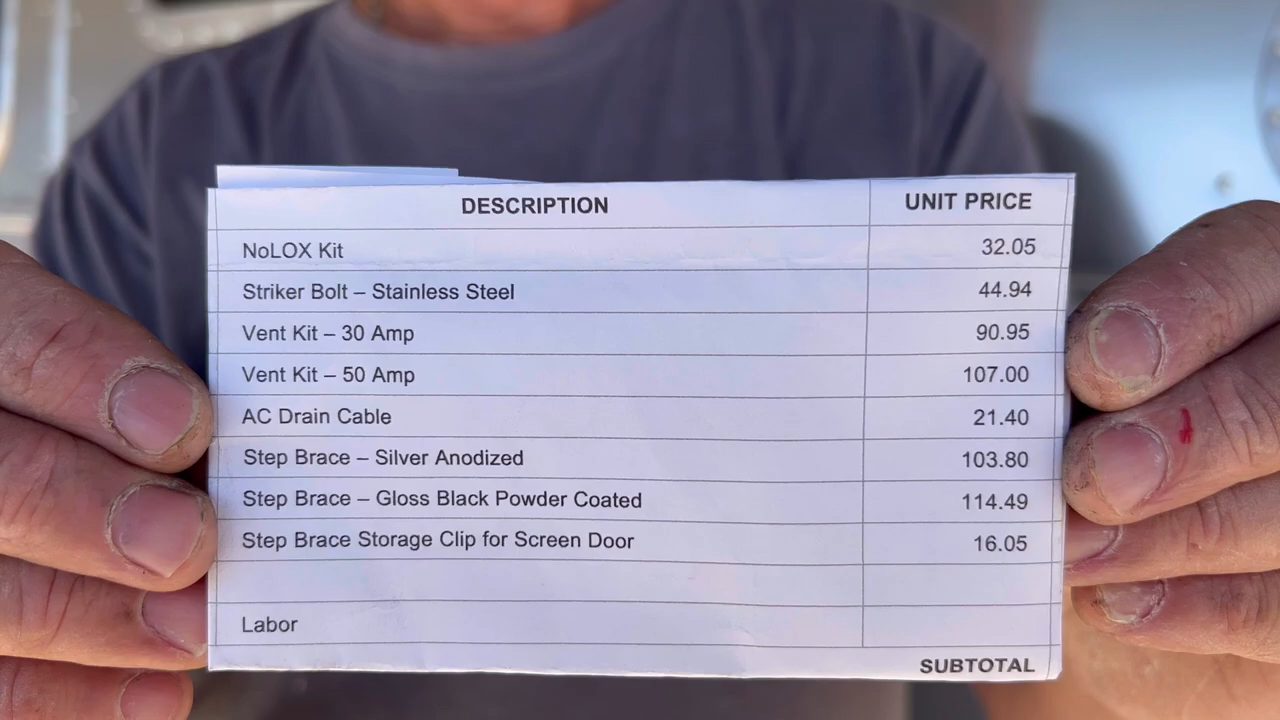 DESCRIPTION UNIT PRICE
NoLOX Kit 32.05
Striker Bolt – Stainless Steel 44.94
Vent Kit – 30 Amp 90.95
Vent Kit – 50 Amp 107.00
AC Drain Cable 21.40
Step Brace – Silver Anodized 103.80
Step Brace – Gloss Black Powder Coated 114.49
Step Brace Storage Clip for Screen Door 16.05
Labor
SUBTOTAL